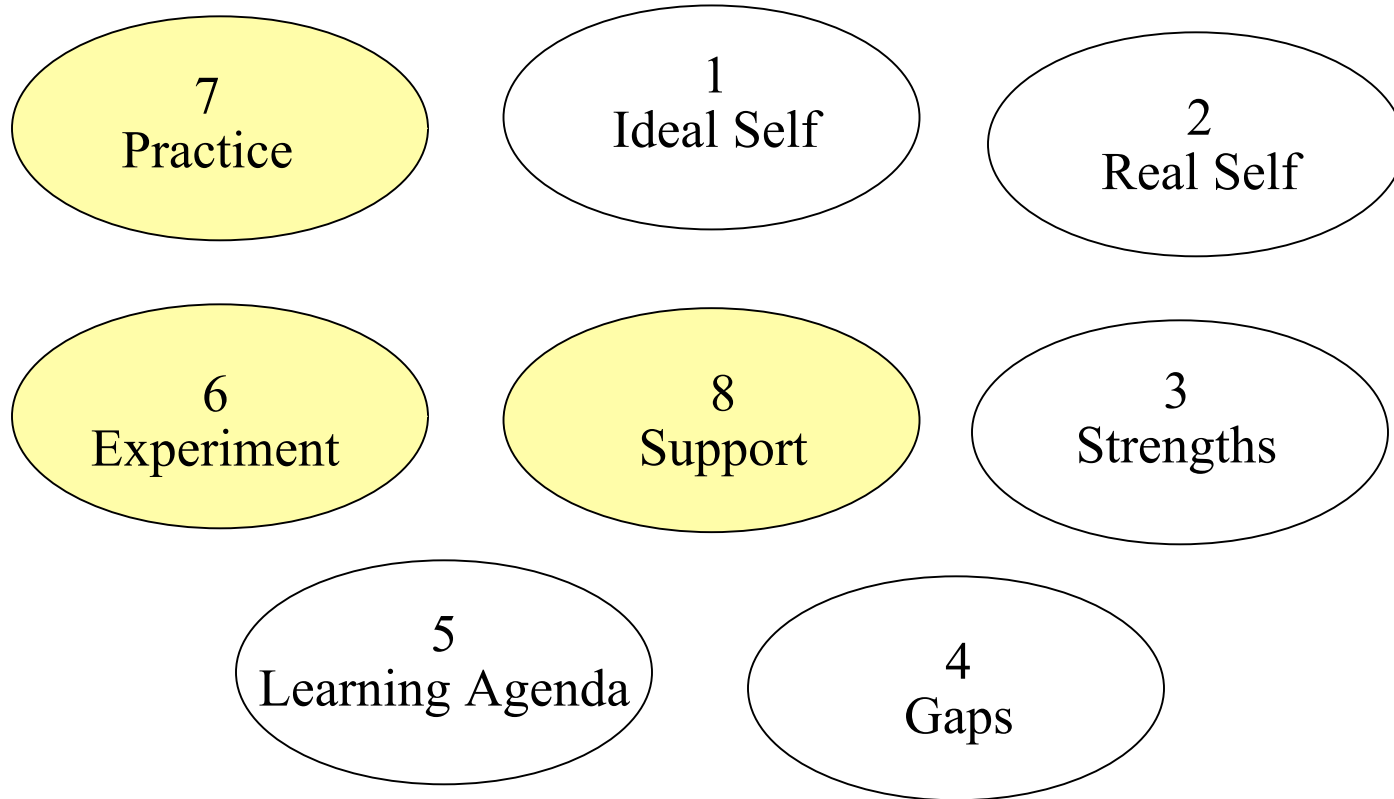 7
Practice
1
Ideal Self
2
Real Self
6
Experiment
8
Support
3
Strengths
5
Learning Agenda
4
Gaps